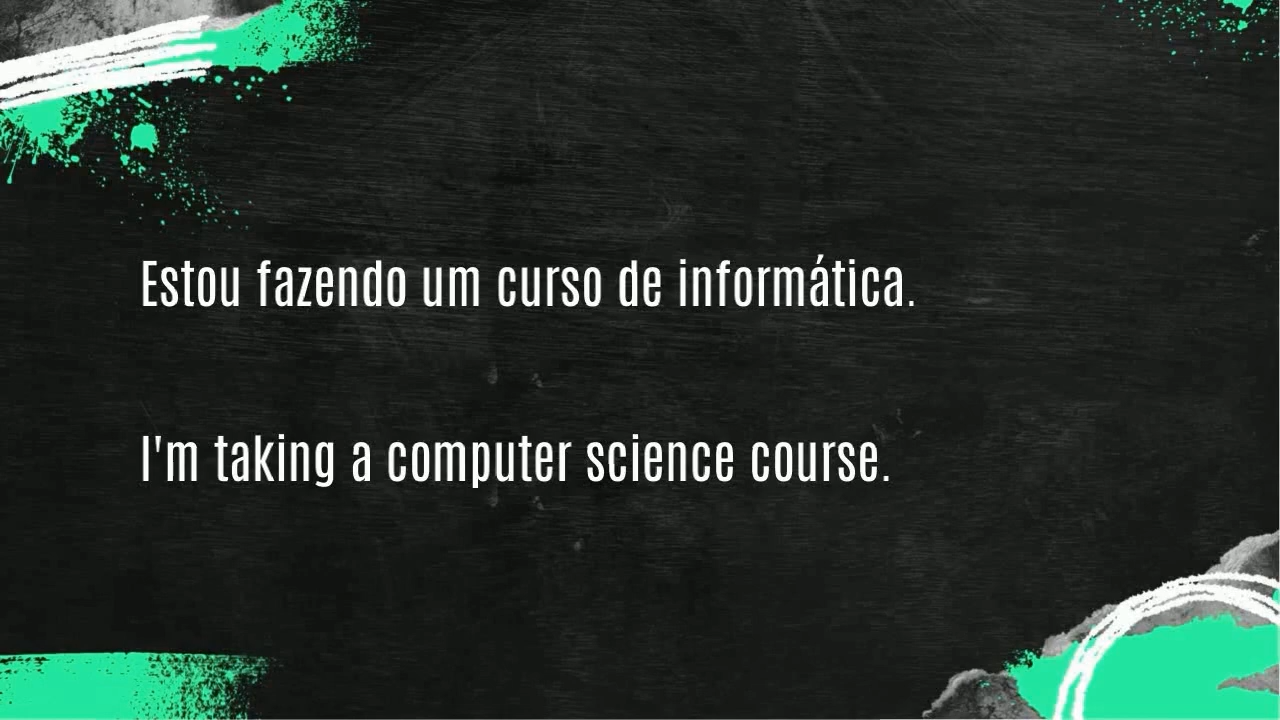 Estou fazendo um curso de informática.
I'm taking a computer science course.